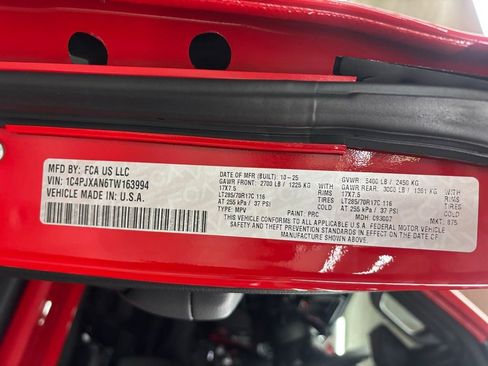 MFD BY: FCA US LLC
VIN: 1C4PJXAN6TW163994
VEHICLE MADE IN: U.S.A.
DATE OF MFR (BUILT): 10-25 GVWR: 5400 LB / 2450 KG
GAWR FRONT: 2700 LB / 1225 KG WITH GAWR REAR: 3000 LB / 1361 KG WITH
17X7.5 RIMS 17X7.5 RIMS
LT285/70R17C 116 TIRES LT285/70R17C 116 TIRES
AT 255 kPa / 37 PSI COLD AT 255 kPa / 37 PSI COLD
TYPE: MPV PAINT: PRC MDH: MKT: 875
THIS VEHICLE CONFORMS TO ALL APPLICABLE U.S.A. FEDERAL MOTOR VEHICLE
SAFETY AND THEFT PREVENTION STANDARDS IN EFFECT ON THE DATE OF
MANUFACTURE SHOWN ABOVE.